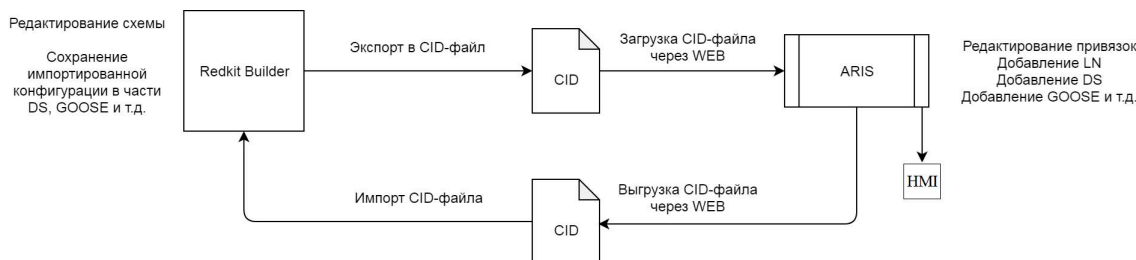 Редактирование схемы
Сохранение
импортированной
конфигурации в части
DS, GOOSE и т.д.
Redkit Builder
Экспорт в CID-файл
CID
Загрузка CID-файла
через WEB
ARIS
Редактирование привязок
Добавление LN
Добавление DS
Добавление GOOSE и т.д.
HMI
Импорт CID-файла
CID
Выгрузка CID-файла
через WEB